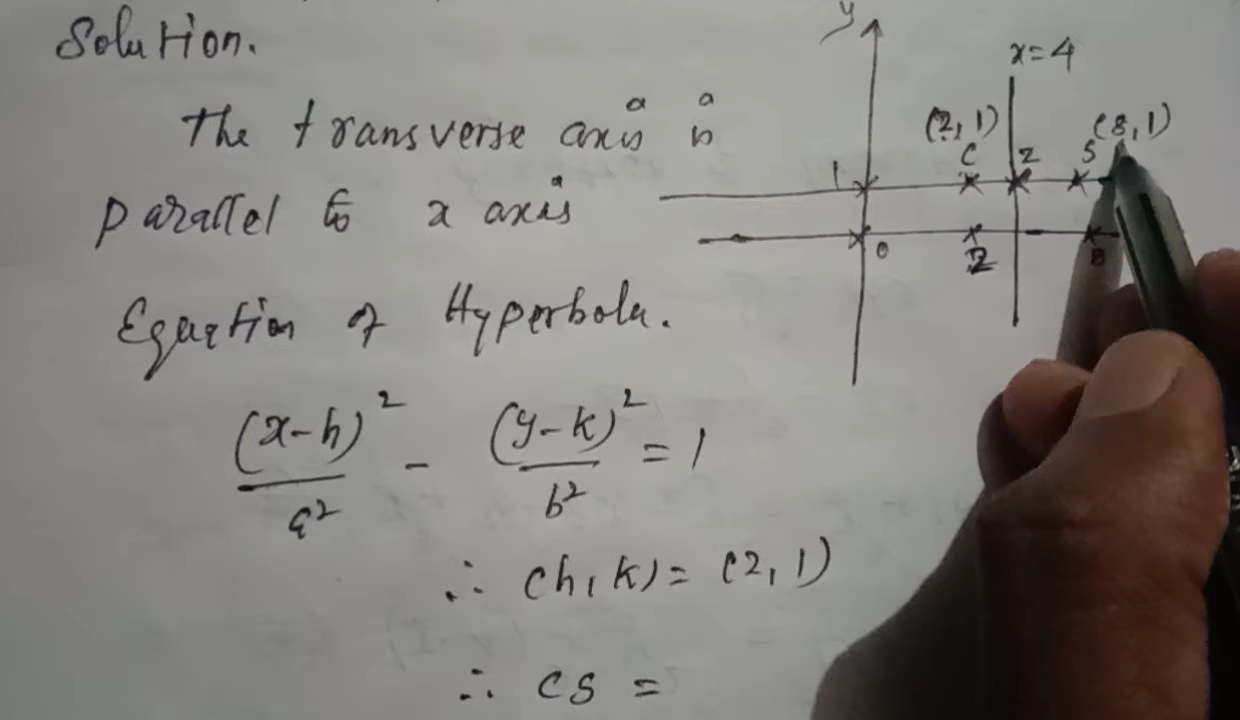 Solution.
The transverse axis is
parallel to x axis
Equation of Hyperbola.
(x-h)²/a² - (y-k)²/b² = 1
∴ (h, k) = (2, 1)
∴ CS =
y
x=4
(2, 1) (8, 1)
C Z S
1
0 2 8